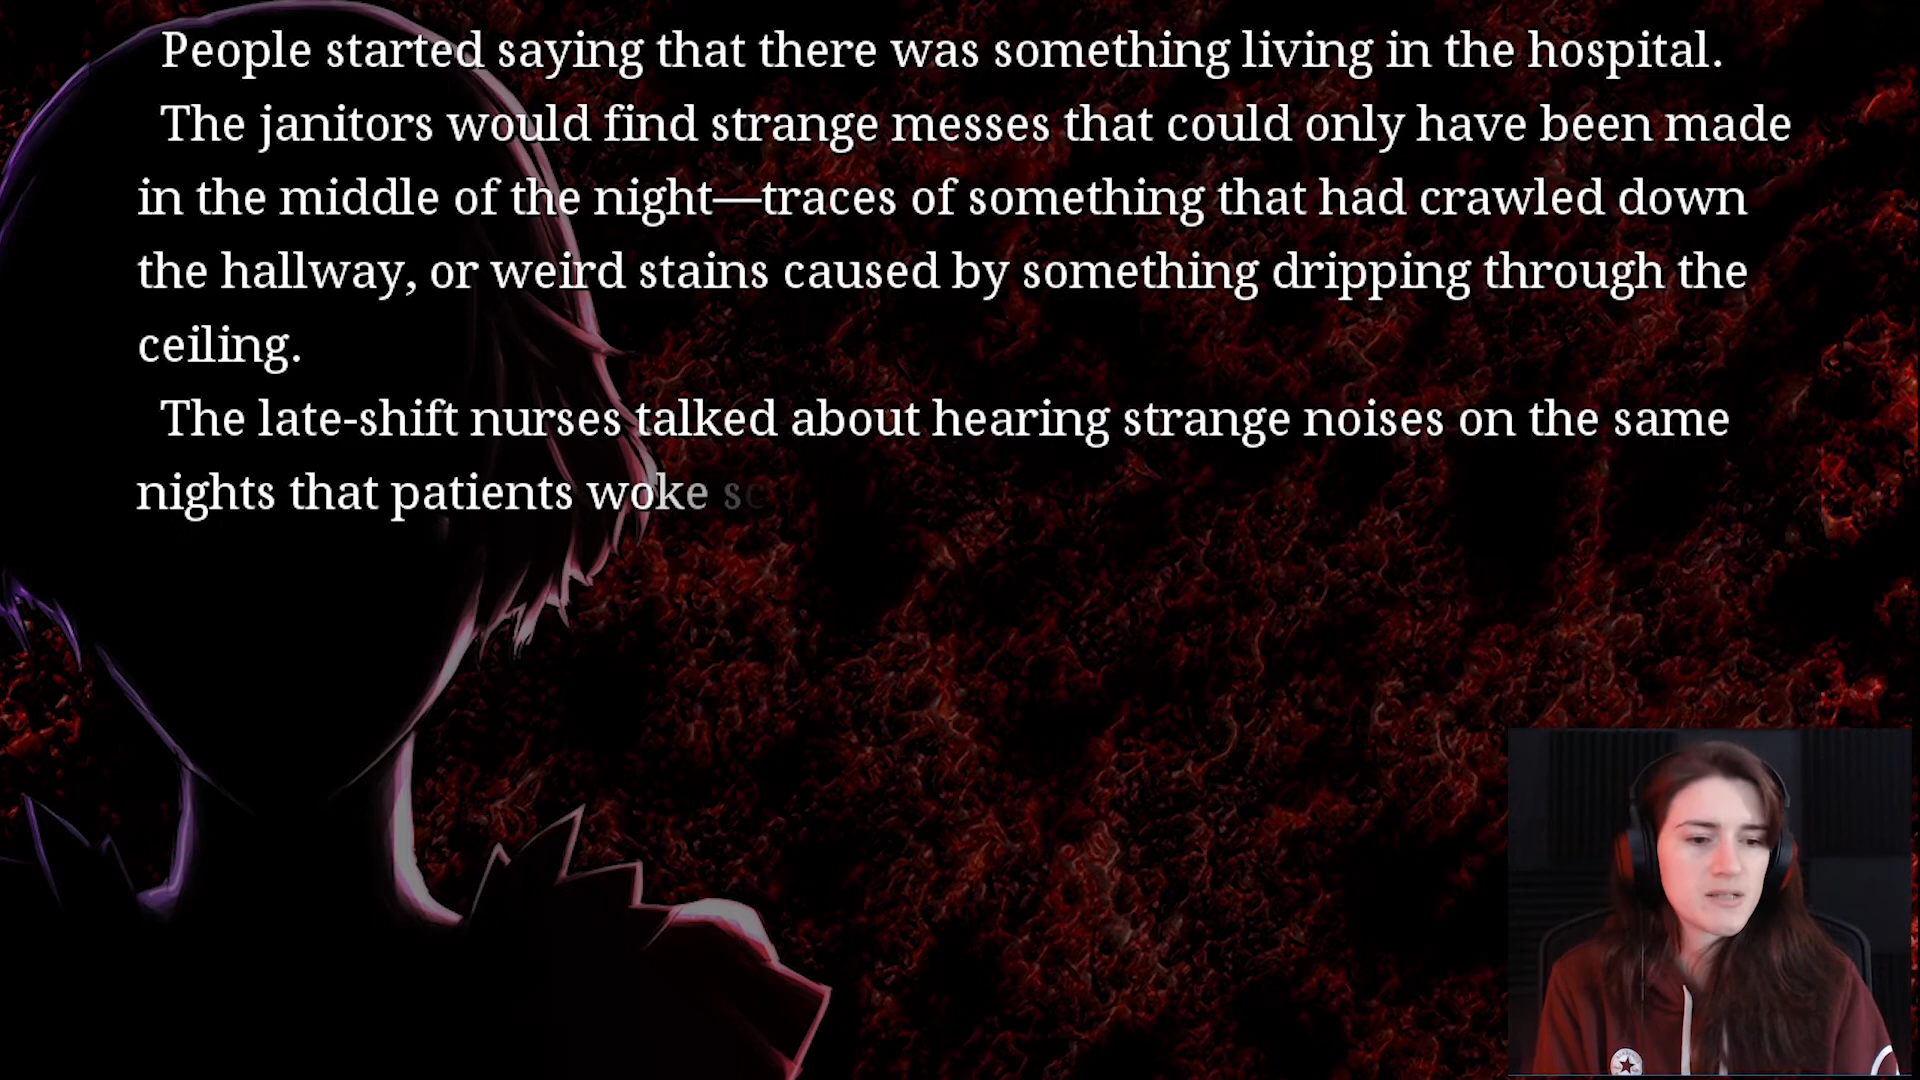 People started saying that there was something living in the hospital.
The janitors would find strange messes that could only have been made
in the middle of the night—traces of something that had crawled down
the hallway, or weird stains caused by something dripping through the
ceiling.
The late-shift nurses talked about hearing strange noises on the same
nights that patients woke sc